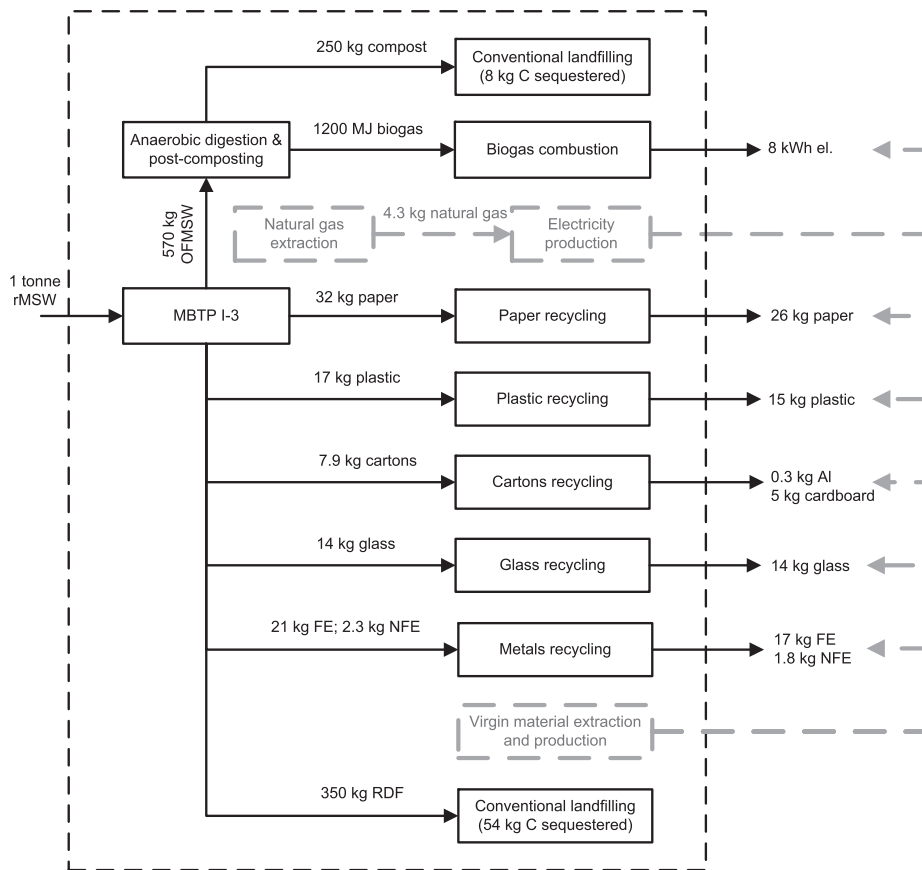 250 kg compost
Conventional landfilling
(8 kg C sequestered)
Anaerobic digestion &
post-composting
1200 MJ biogas
Biogas combustion
8 kWh el.
570 kg
OFMSW
Natural gas
extraction
4.3 kg natural gas
Electricity
production
1 tonne
rMSW
MBTP I-3
32 kg paper
Paper recycling
26 kg paper
17 kg plastic
Plastic recycling
15 kg plastic
7.9 kg cartons
Cartons recycling
0.3 kg Al
5 kg cardboard
14 kg glass
Glass recycling
14 kg glass
21 kg FE; 2.3 kg NFE
Metals recycling
17 kg FE
1.8 kg NFE
Virgin material extraction
and production
350 kg RDF
Conventional landfilling
(54 kg C sequestered)